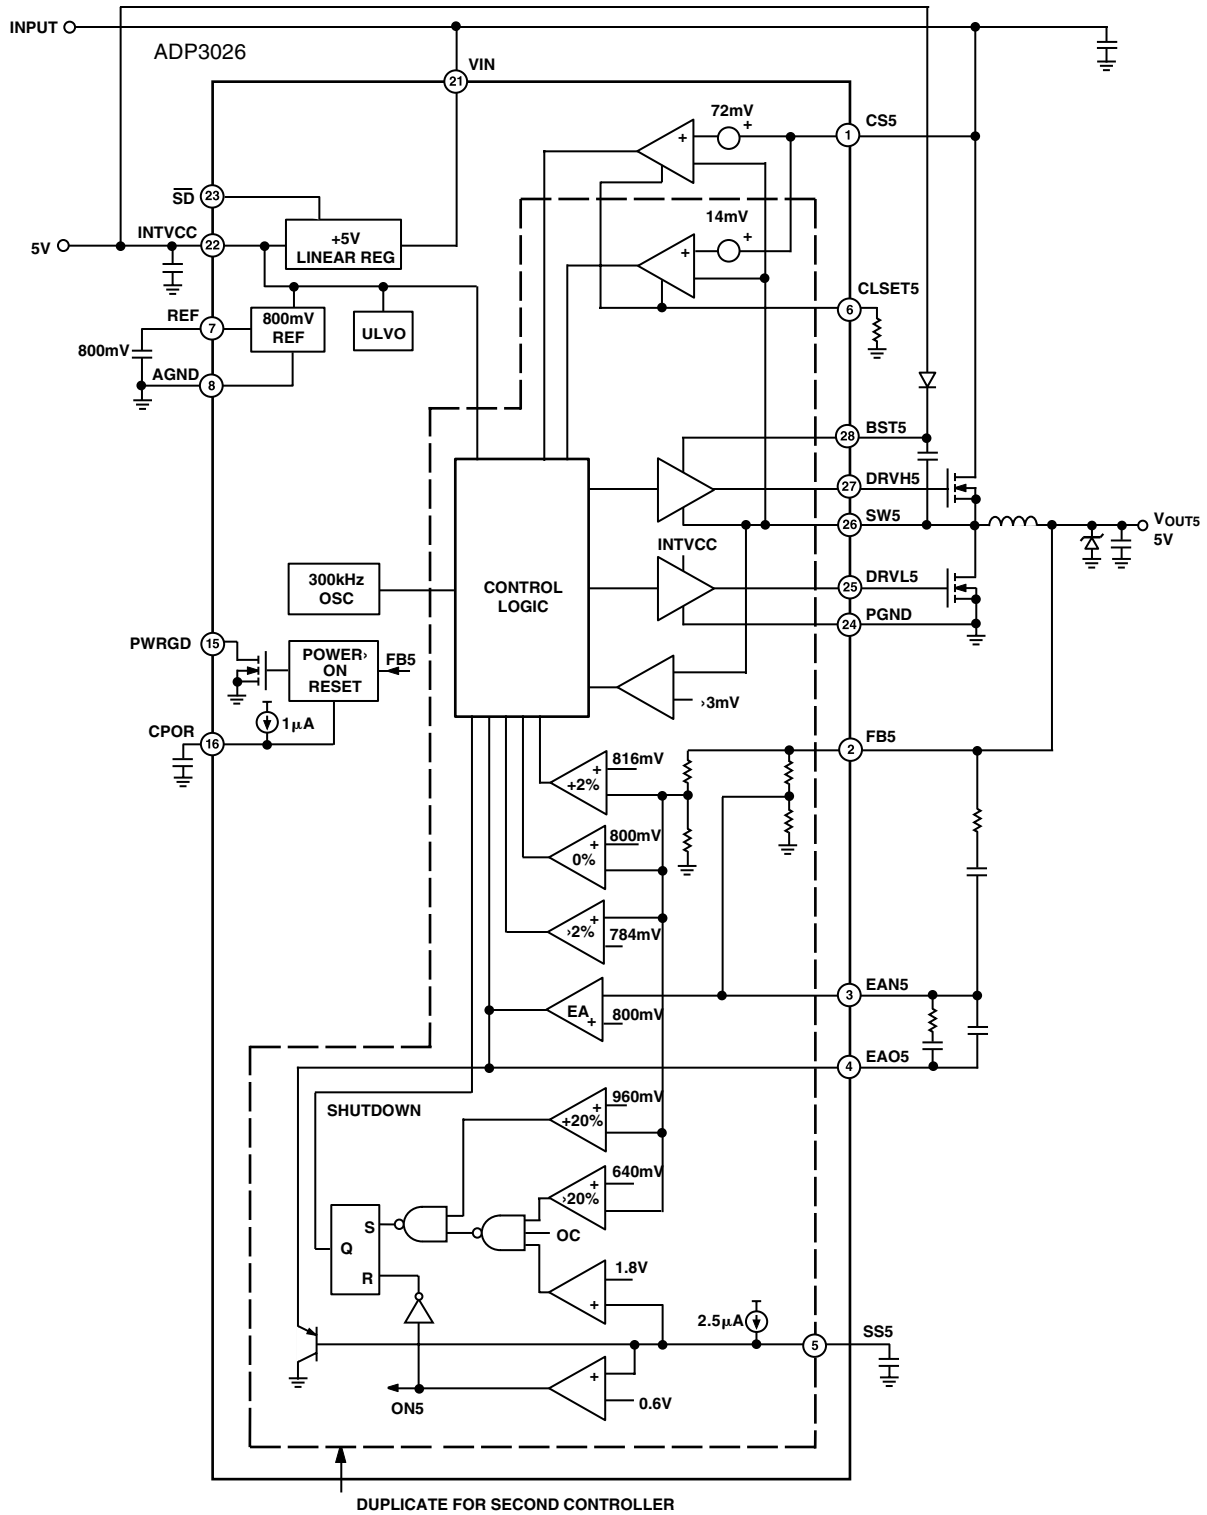 INPUT
ADP3026
VIN
21
72mV
+
+
CS5
1
SD
23
14mV
+
+
INTVCC
5V
22
+5V
LINEAR REG
CLSET5
6
REF
7
800mV
REF
ULVO
800mV
AGND
8
BST5
28
DRVH5
27
SW5
26
VOUT5
5V
INTVCC
300kHz
OSC
CONTROL
LOGIC
DRVL5
25
PGND
24
PWRGD
15
POWER›
ON
RESET
FB5
›3mV
1µA
CPOR
16
FB5
2
816mV
+
+2%
800mV
+
0%
+
›2%
784mV
EAN5
3
EA
+
800mV
EAO5
4
SHUTDOWN
960mV
+
+20%
640mV
+
›20%
S
OC
Q
R
1.8V
+
2.5µA
SS5
5
+
0.6V
ON5
DUPLICATE FOR SECOND CONTROLLER